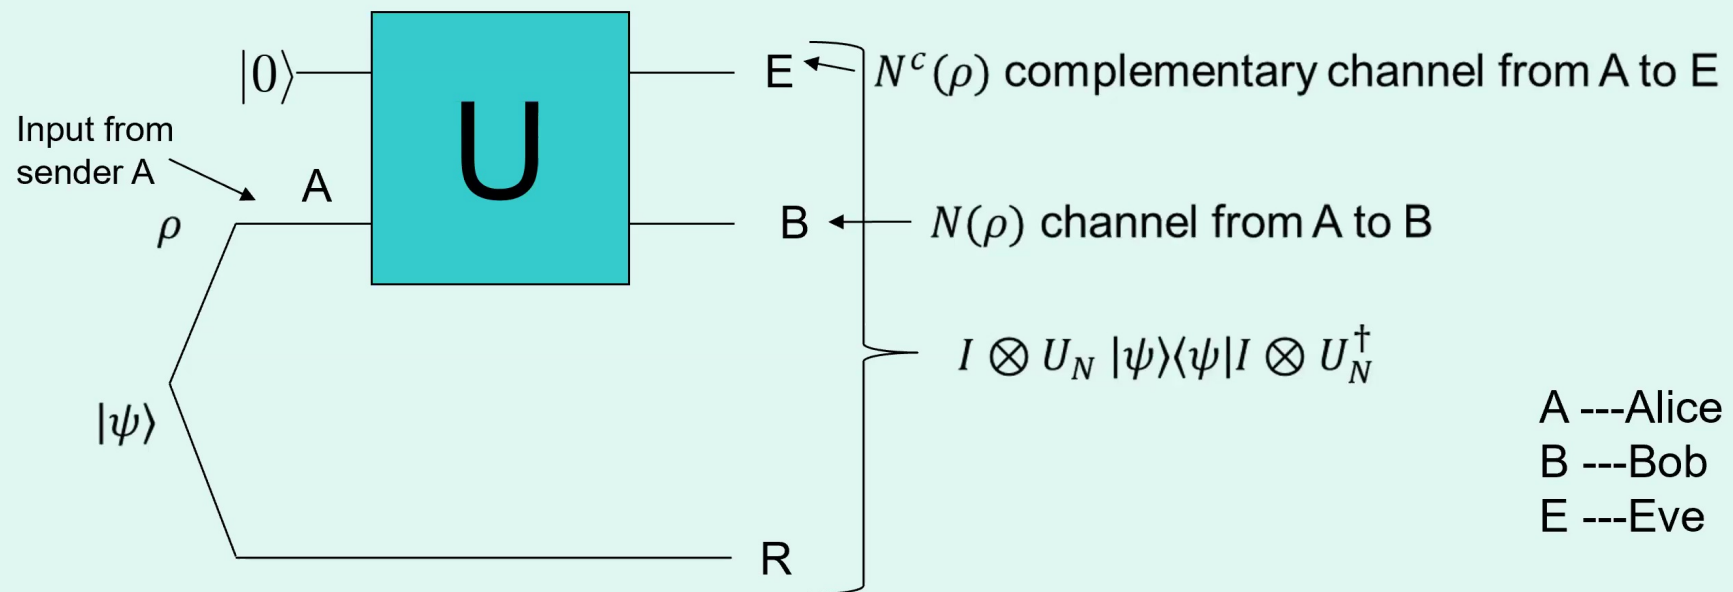 |0⟩
U
E
N^c(ρ) complementary channel from A to E
Input from
sender A
A
ρ
B
N(ρ) channel from A to B
I ⊗ U_N |ψ⟩⟨ψ|I ⊗ U_N^†
|ψ⟩
A ---Alice
B ---Bob
E ---Eve
R